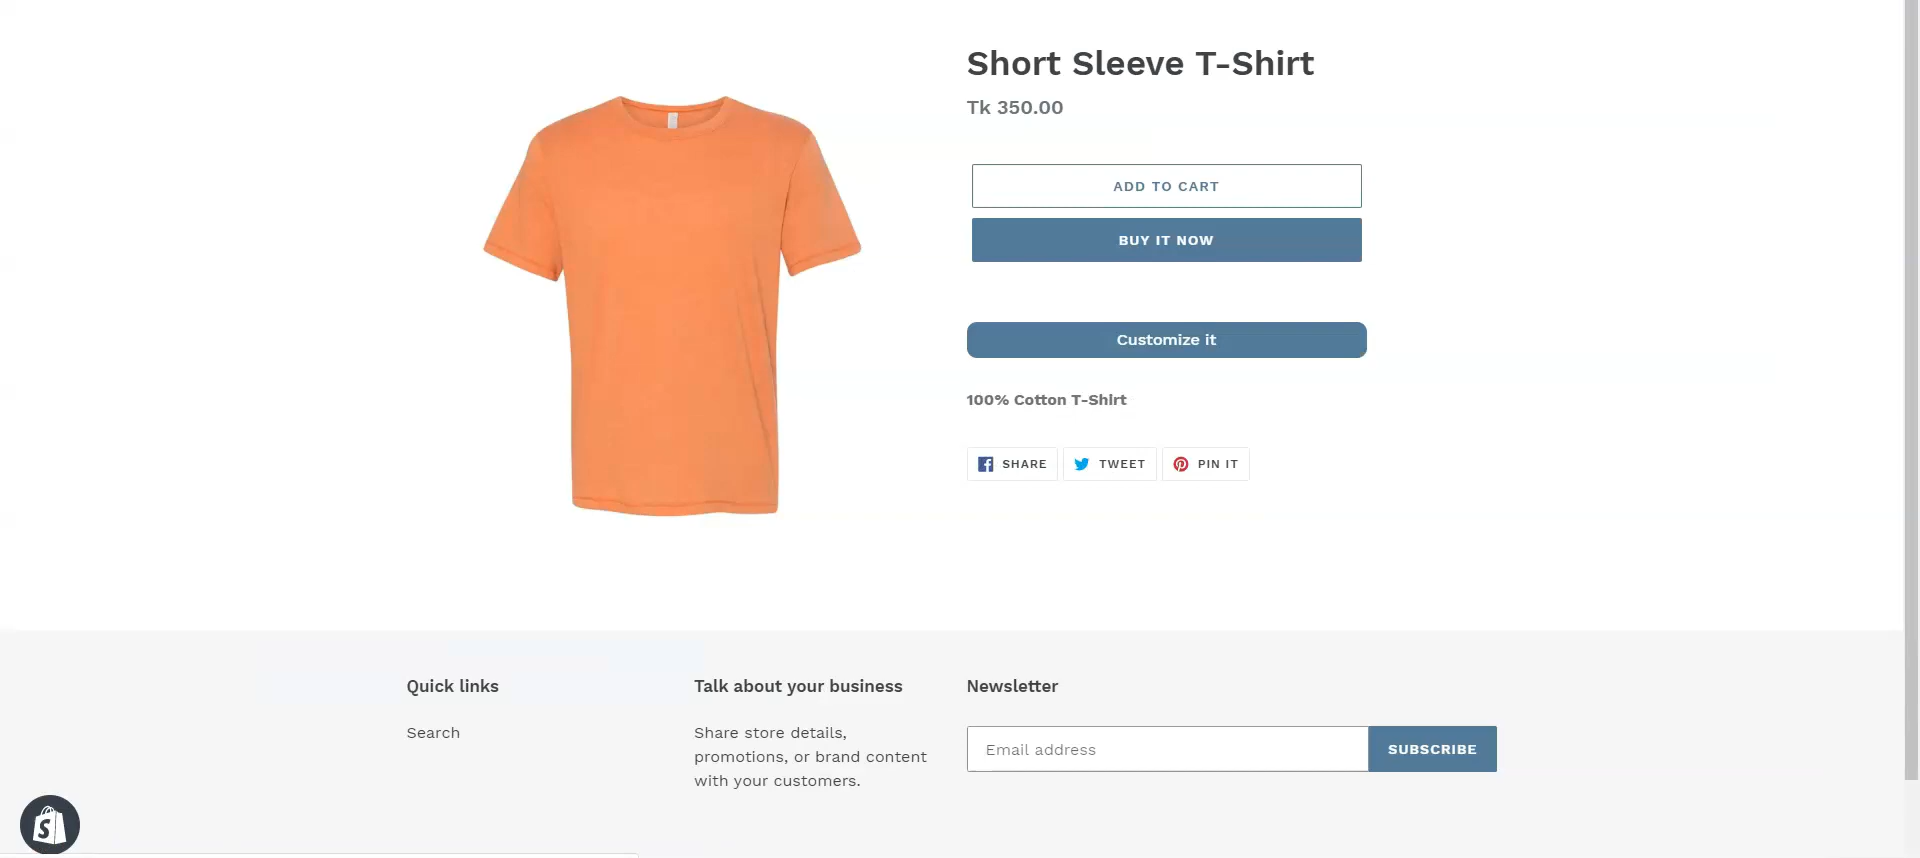 Short Sleeve T-Shirt
Tk 350.00
ADD TO CART
BUY IT NOW
Customize it
100% Cotton T-Shirt
SHARE
TWEET
PIN IT
Quick links
Search
Talk about your business
Share store details,
promotions, or brand content
with your customers.
Newsletter
Email address
SUBSCRIBE